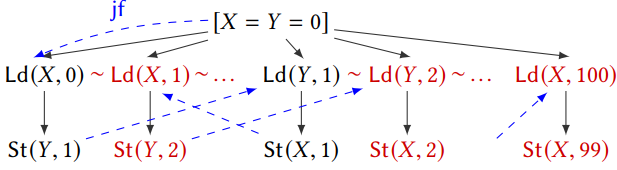 jf
[X = Y = 0]
Ld(X, 0) ~ Ld(X, 1) ~ … Ld(Y, 1) ~ Ld(Y, 2) ~ … Ld(X, 100)
St(Y, 1) St(Y, 2) St(X, 1) St(X, 2) St(X, 99)